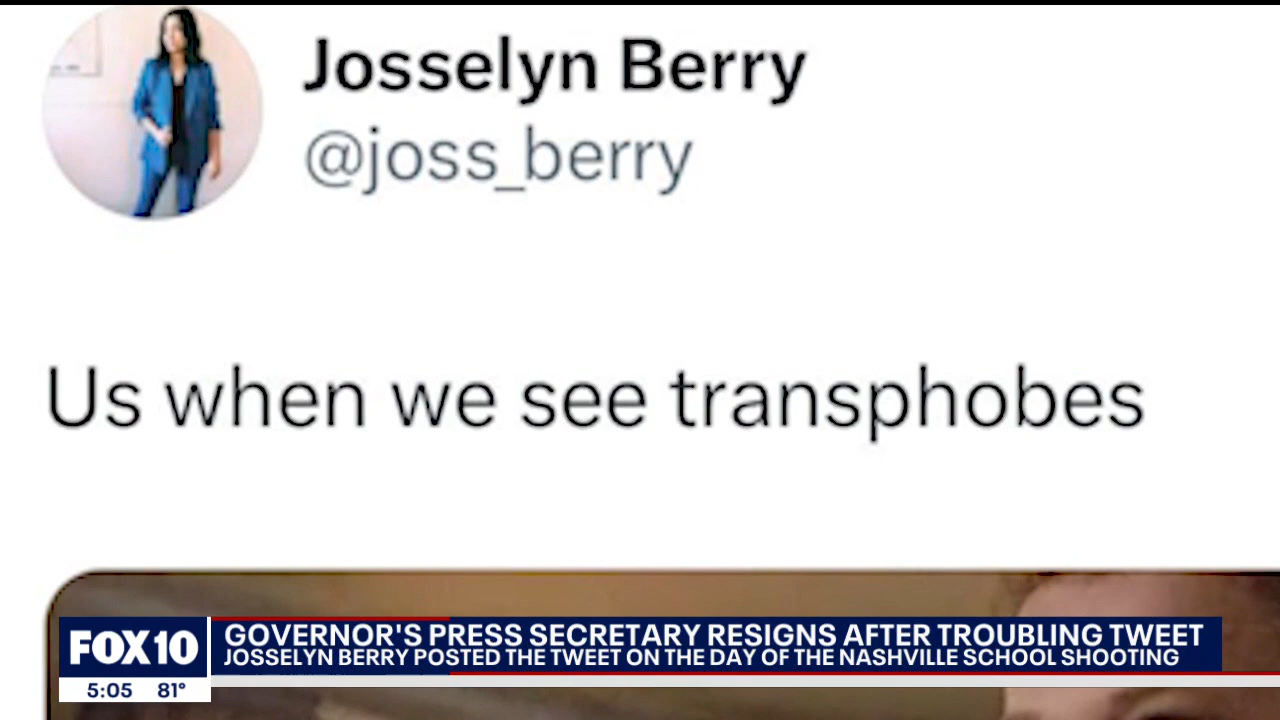 Josselyn Berry
@joss_berry
Us when we see transphobes
GOVERNOR'S PRESS SECRETARY RESIGNS AFTER TROUBLING TWEET
JOSSELYN BERRY POSTED THE TWEET ON THE DAY OF THE NASHVILLE SCHOOL SHOOTING
FOX10
5:05 81°